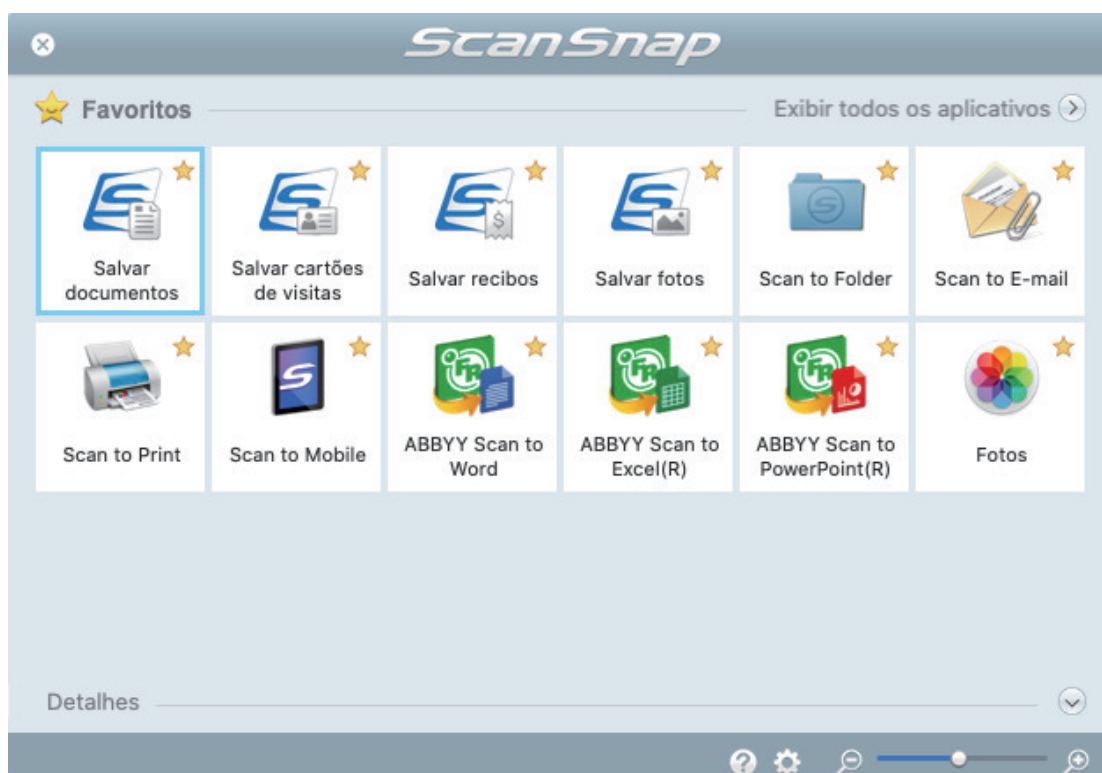 ScanSnap
Favoritos
Exibir todos os aplicativos
Salvar
documentos
Salvar cartões
de visitas
Salvar recibos
Salvar fotos
Scan to Folder
Scan to E-mail
Scan to Print
Scan to Mobile
ABBYY Scan to
Word
ABBYY Scan to
Excel(R)
ABBYY Scan to
PowerPoint(R)
Fotos
Detalhes